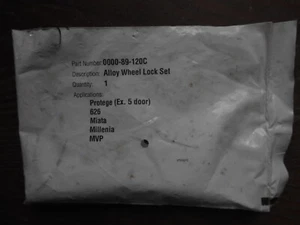 Part Number: 0000-89-120C
Description: Alloy Wheel Lock Set
Quantity: 1
Applications:
Protege (Ex. 5 door)
626
Miata
Millenia
MVP